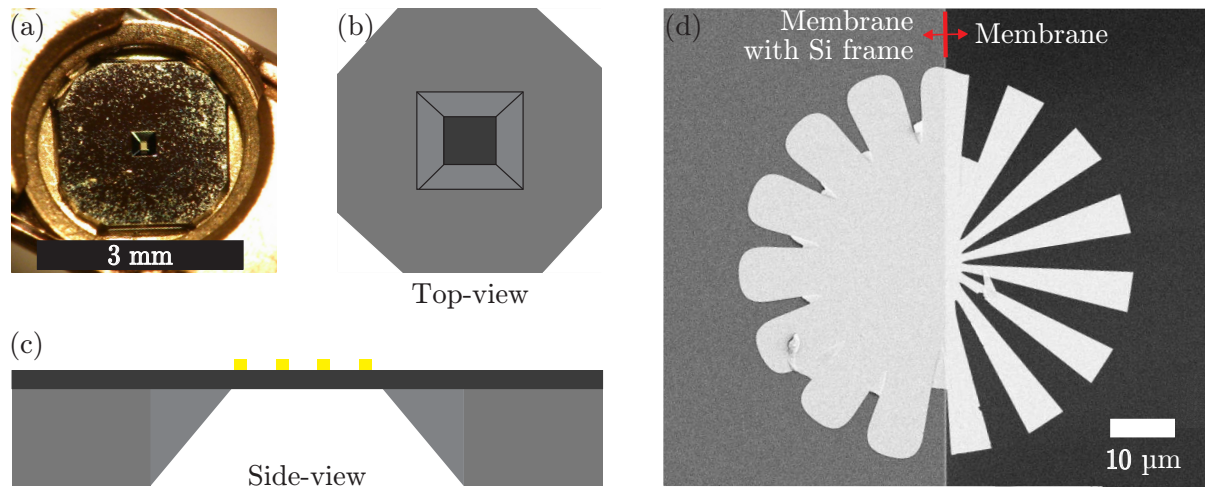 (a)
3 mm
(b)
Top-view
(c)
Side-view
(d)
Membrane
with Si frame
Membrane
10 µm